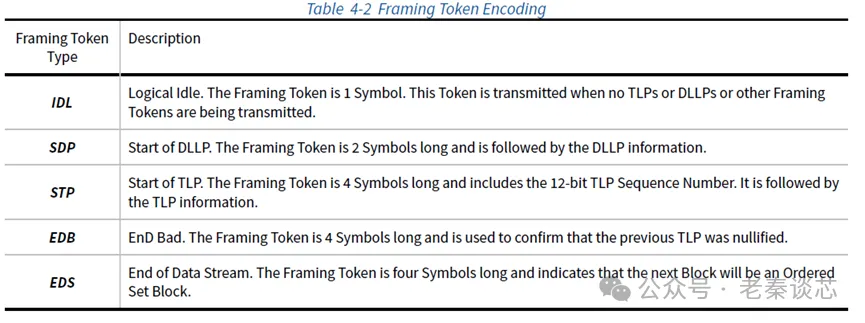 Table 4-2 Framing Token Encoding
Framing Token Type
Description
IDL
Logical Idle. The Framing Token is 1 Symbol. This Token is transmitted when no TLPs or DLLPs or other Framing
Tokens are being transmitted.
SDP
Start of DLLP. The Framing Token is 2 Symbols long and is followed by the DLLP information.
STP
Start of TLP. The Framing Token is 4 Symbols long and includes the 12-bit TLP Sequence Number. It is followed by
the TLP information.
EDB
EnD Bad. The Framing Token is 4 Symbols long and is used to confirm that the previous TLP was nullified.
EDS
End of Data Stream. The Framing Token is four Symbols long and indicates that the next Block will be an Ordered
Set Block.
公众号 · 老秦谈芯